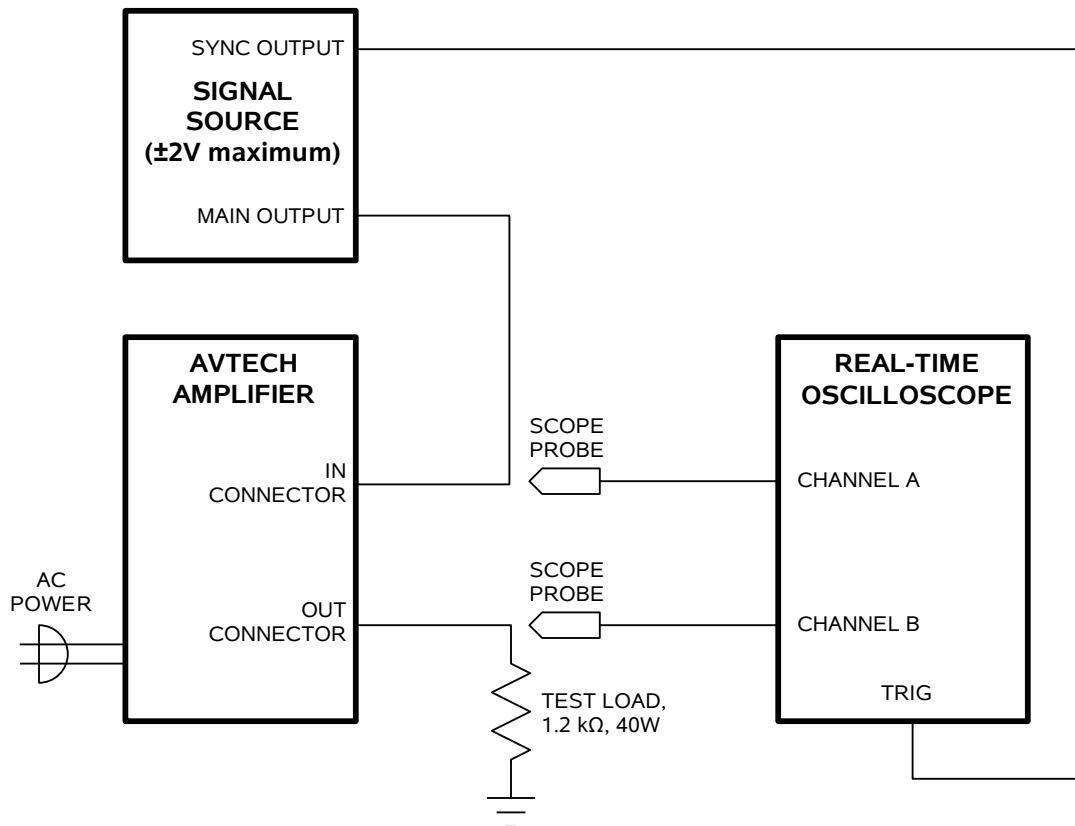 SYNC OUTPUT
SIGNAL
SOURCE
(±2V maximum)
MAIN OUTPUT
AVTECH
AMPLIFIER
IN
CONNECTOR
OUT
CONNECTOR
AC
POWER
SCOPE
PROBE
SCOPE
PROBE
TEST LOAD,
1.2 kΩ, 40W
REAL-TIME
OSCILLOSCOPE
CHANNEL A
CHANNEL B
TRIG